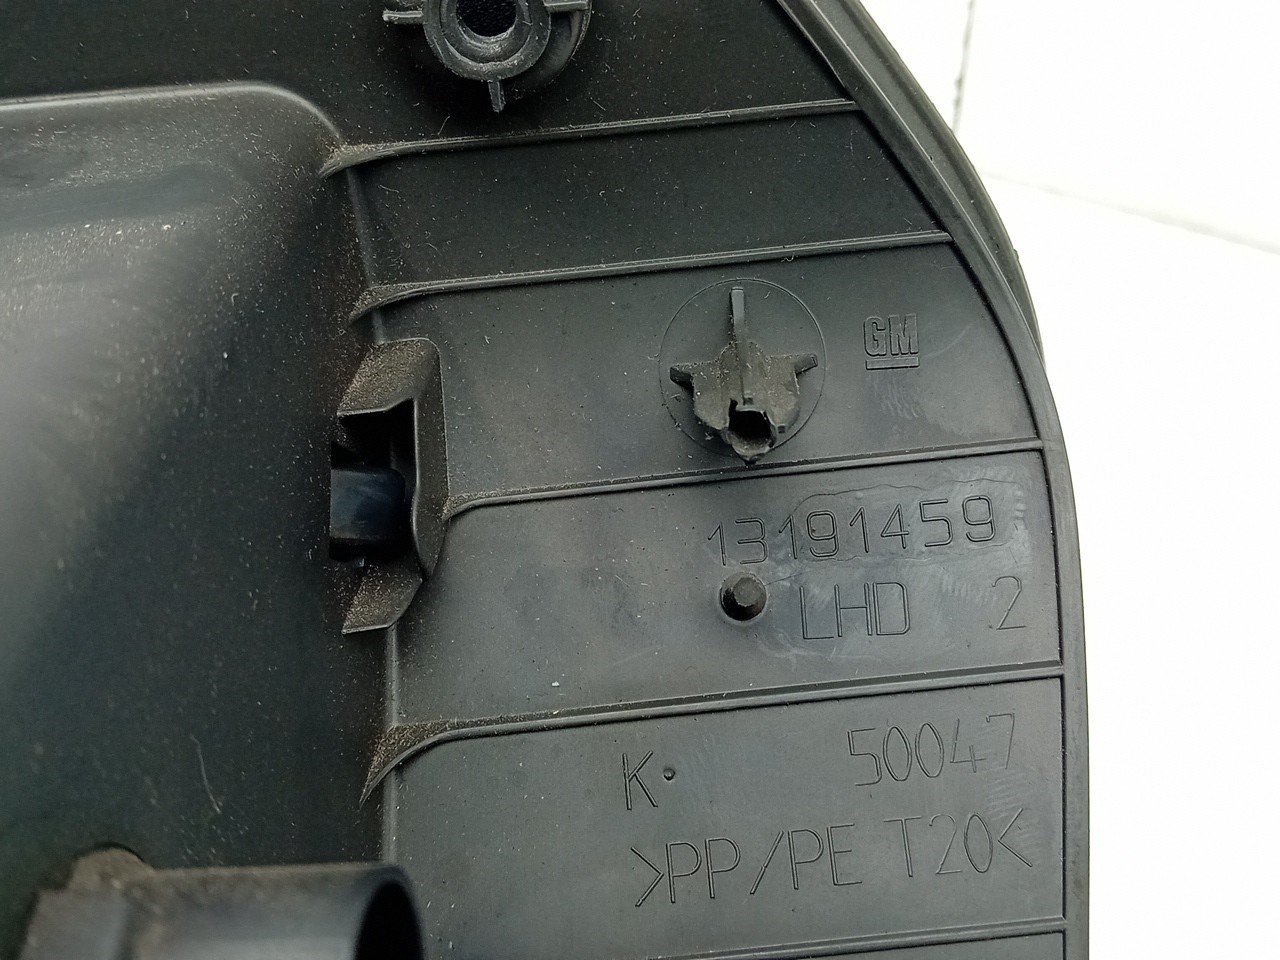 GM
13191459
LHD 2
K. 50047
>PP/PE T20<